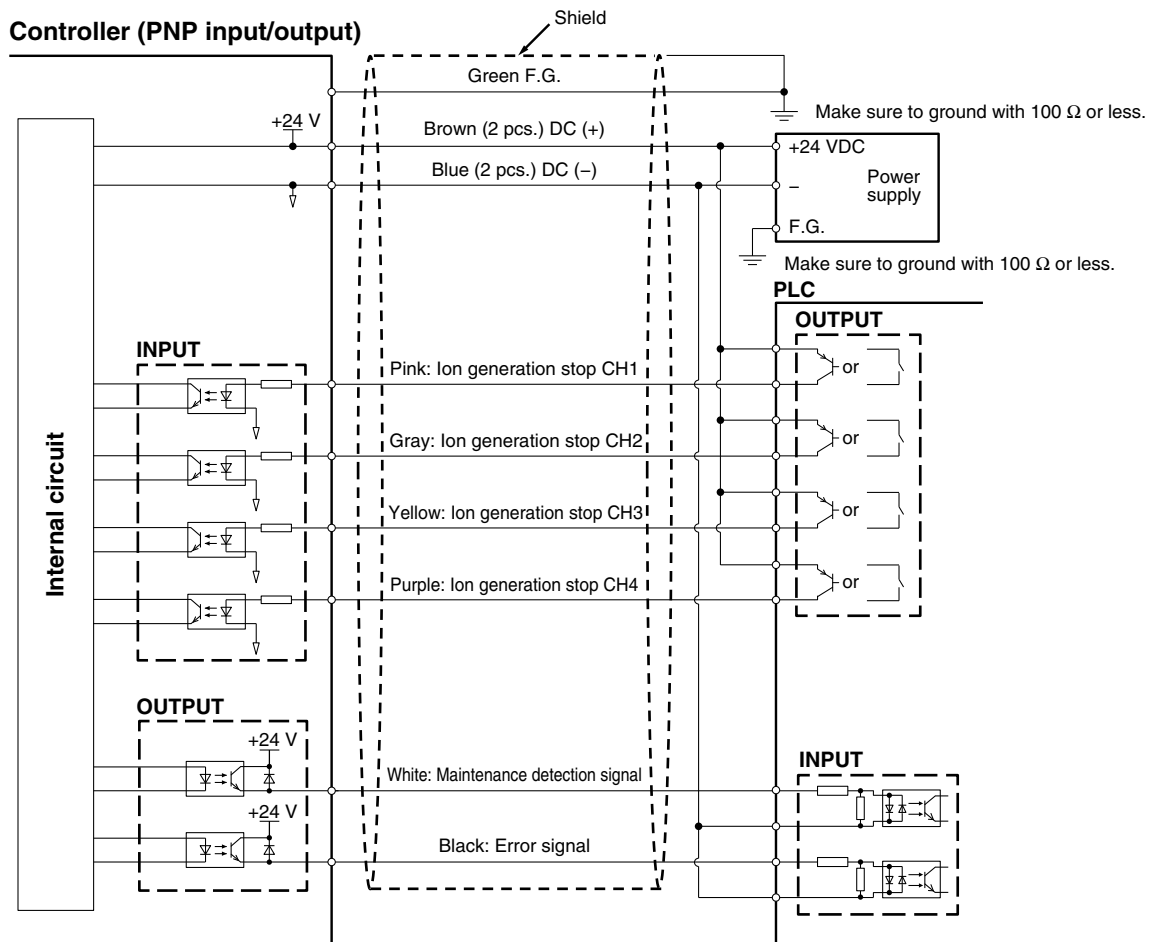 Shield
Controller (PNP input/output)
Green F.G.
Make sure to ground with 100 Ω or less.
+24 V
Brown (2 pcs.) DC (+)
+24 VDC
Blue (2 pcs.) DC (−)
–
Power
supply
F.G.
Make sure to ground with 100 Ω or less.
PLC
OUTPUT
INPUT
Pink: Ion generation stop CH1
or
Gray: Ion generation stop CH2
or
Internal circuit
Yellow: Ion generation stop CH3
or
Purple: Ion generation stop CH4
or
OUTPUT
+24 V
INPUT
White: Maintenance detection signal
+24 V
Black: Error signal